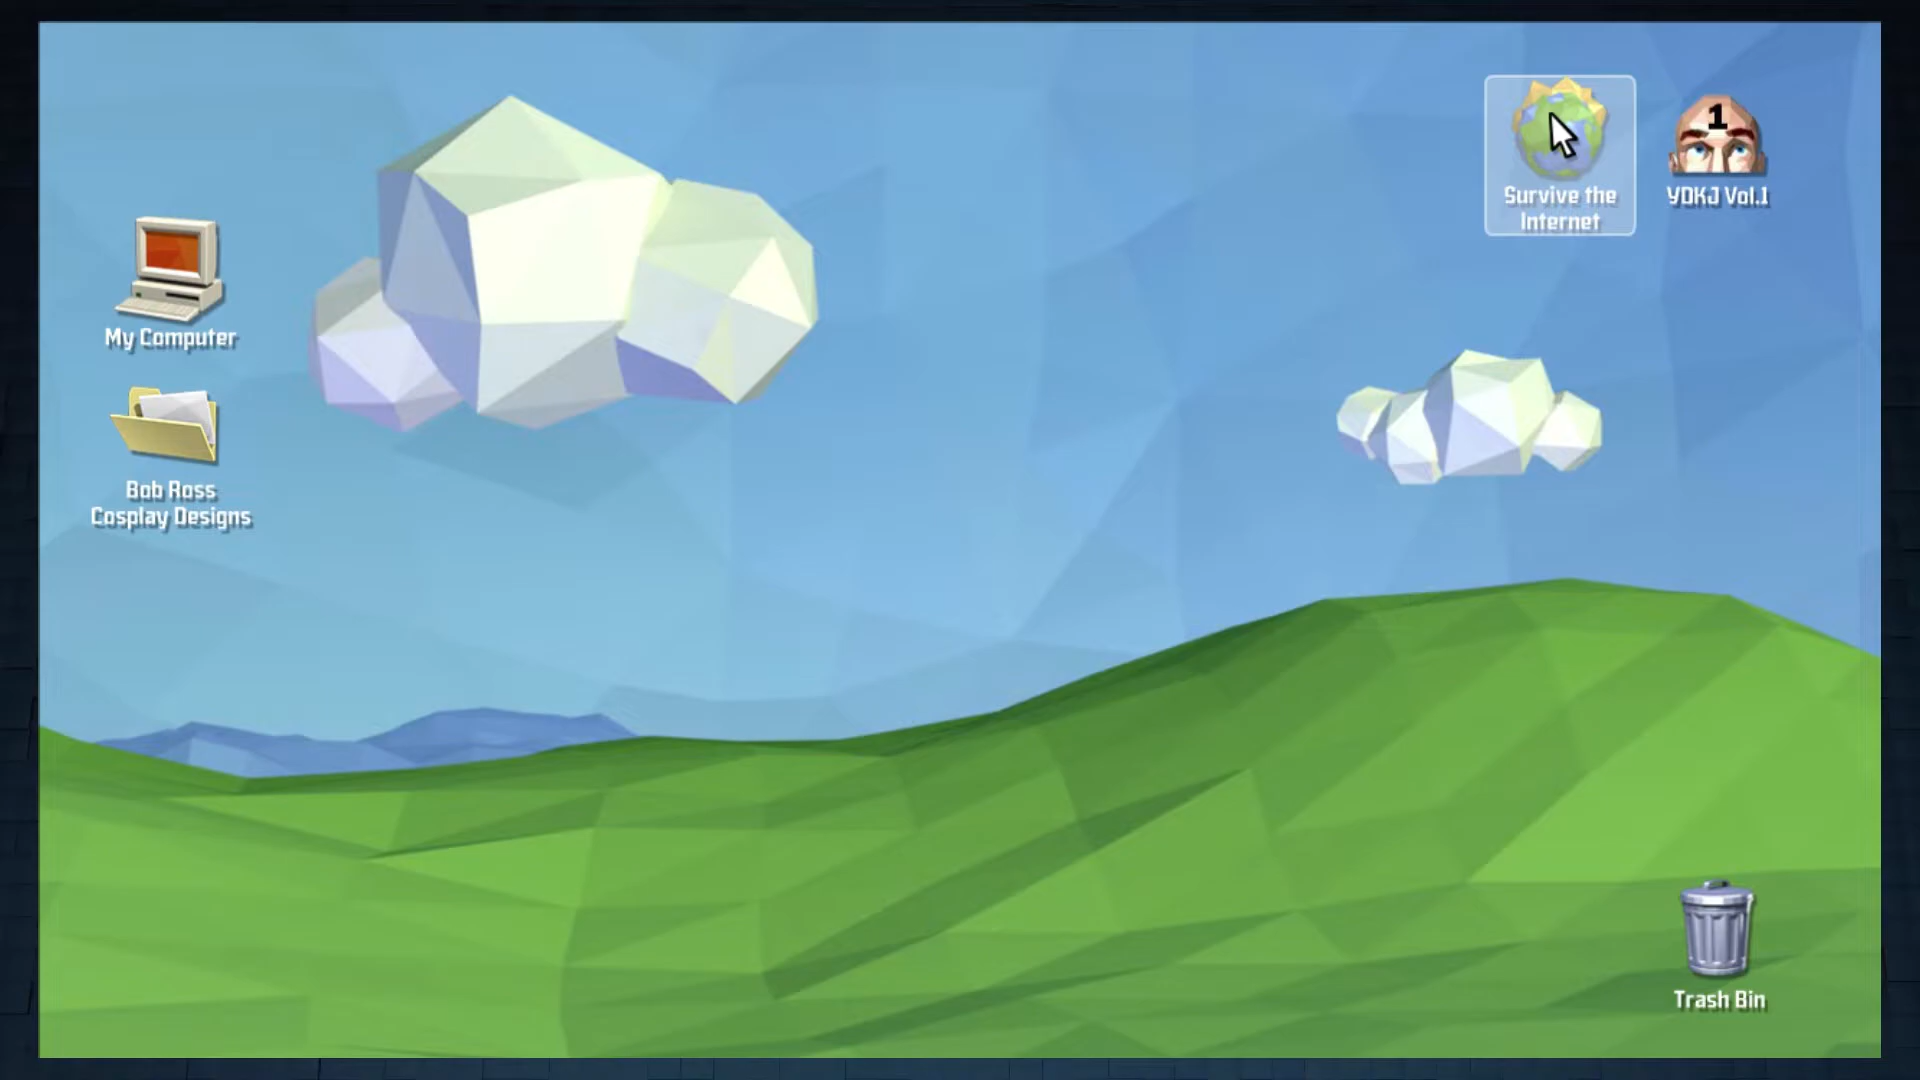 Survive the
Internet
1
YDKJ Vol.1
My Computer
Bob Ross
Cosplay Designs
Trash Bin